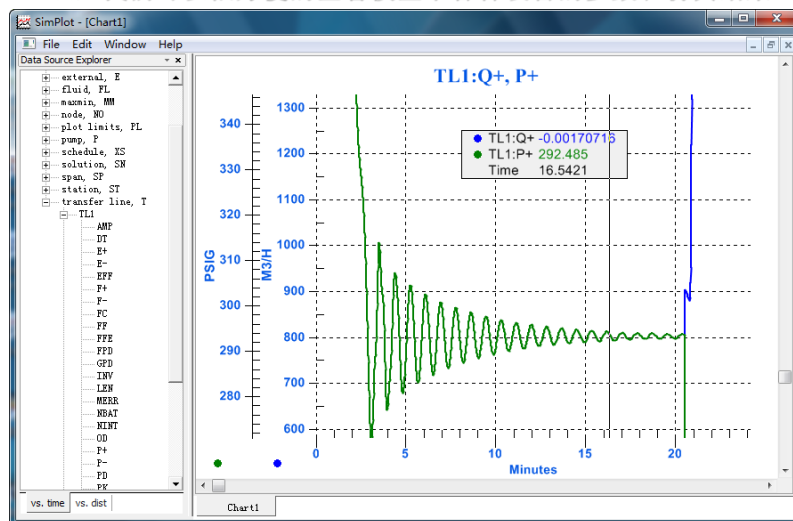 SimPlot - [Chart1]
File Edit Window Help
Data Source Explorer
external, E
fluid, FL
maxmin, MM
node, NO
plot limits, PL
pump, P
schedule, XS
solution, SN
span, SP
station, ST
transfer line, T
TL1
AMP
DT
E+
E-
EFF
F+
F-
FC
FF
FFE
FPD
GPD
INV
LEN
MERR
NBAT
NINT
OD
P+
P-
PD
PK
vs. time vs. dist
TL1:Q+, P+
TL1:Q+ -0.00170716
TL1:P+ 292.485
Time 16.5421
PSIG
340
330
320
310
300
290
280
M3/H
1300
1200
1100
1000
900
800
700
600
0 5 10 15 20
Minutes
Chart1